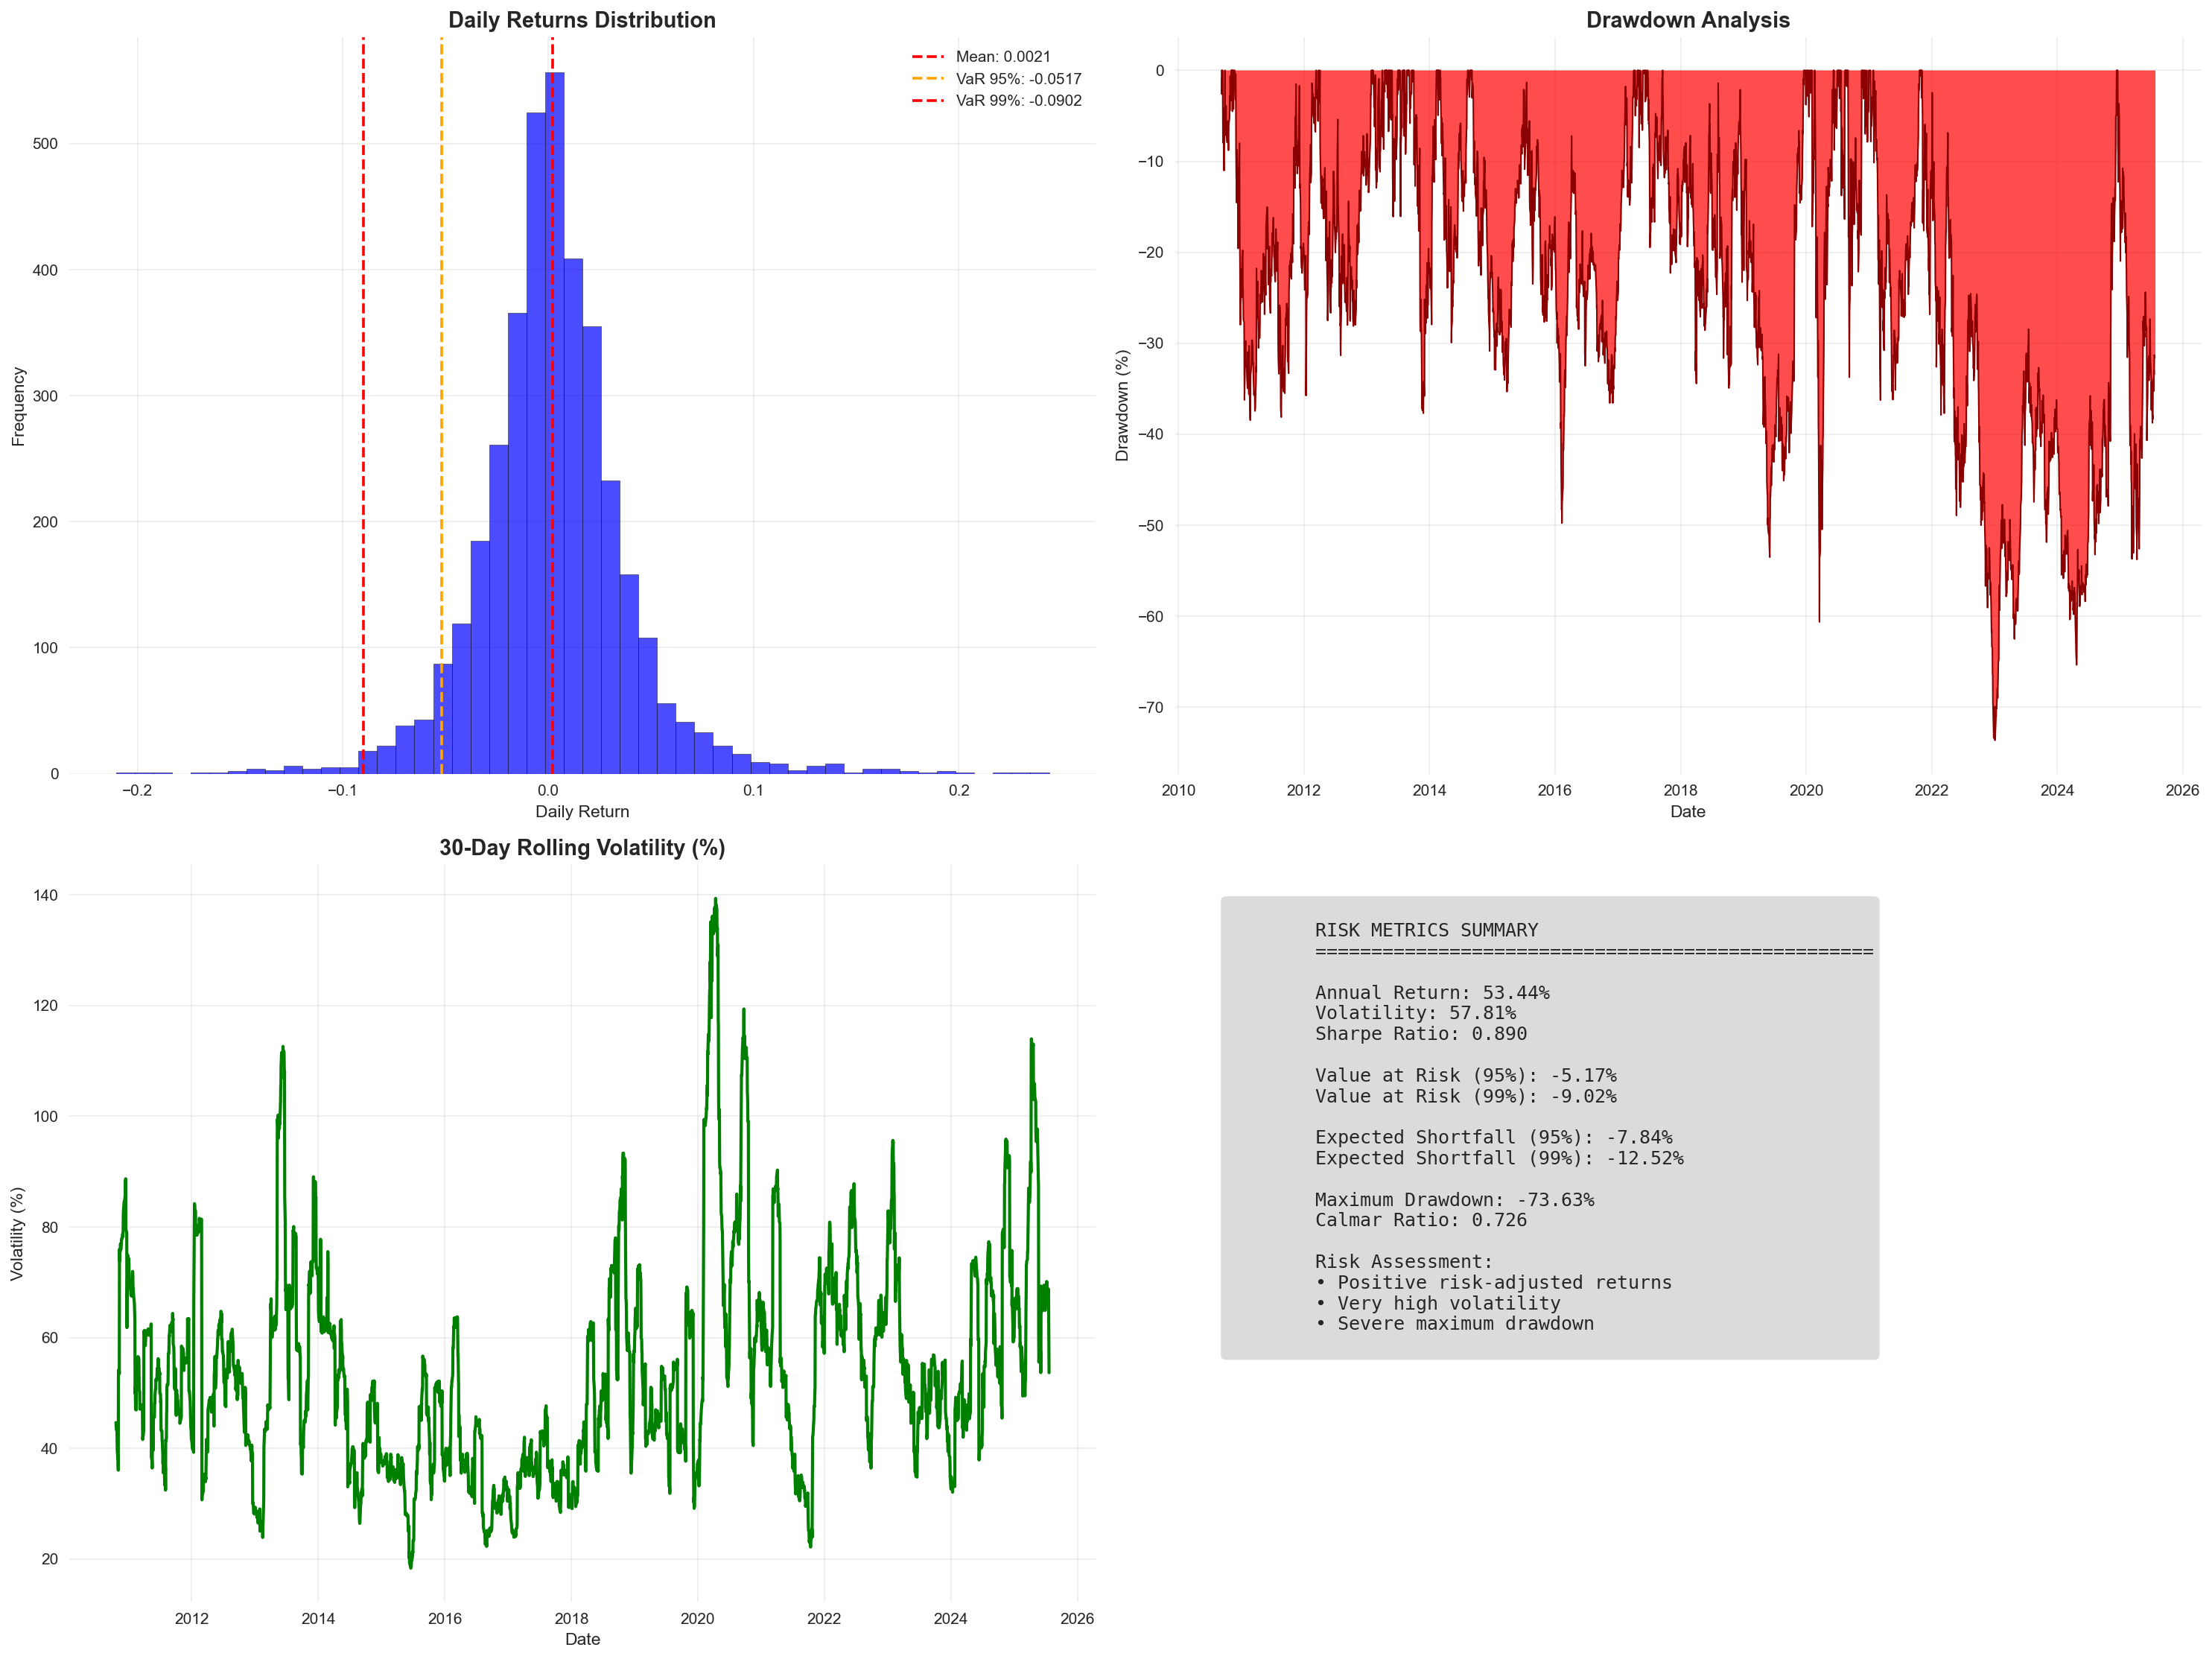 Daily Returns Distribution
Mean: 0.0021
VaR 95%: -0.0517
VaR 99%: -0.0902
Frequency
500
400
300
200
100
0
−0.2
−0.1
0.0
0.1
0.2
Daily Return
Drawdown Analysis
Drawdown (%)
0
−10
−20
−30
−40
−50
−60
−70
2010
2012
2014
2016
2018
2020
2022
2024
2026
Date
30-Day Rolling Volatility (%)
Volatility (%)
140
120
100
80
60
40
20
2012
2014
2016
2018
2020
2022
2024
2026
Date
RISK METRICS SUMMARY
==================================================
Annual Return: 53.44%
Volatility: 57.81%
Sharpe Ratio: 0.890
Value at Risk (95%): -5.17%
Value at Risk (99%): -9.02%
Expected Shortfall (95%): -7.84%
Expected Shortfall (99%): -12.52%
Maximum Drawdown: -73.63%
Calmar Ratio: 0.726
Risk Assessment:
• Positive risk-adjusted returns
• Very high volatility
• Severe maximum drawdown